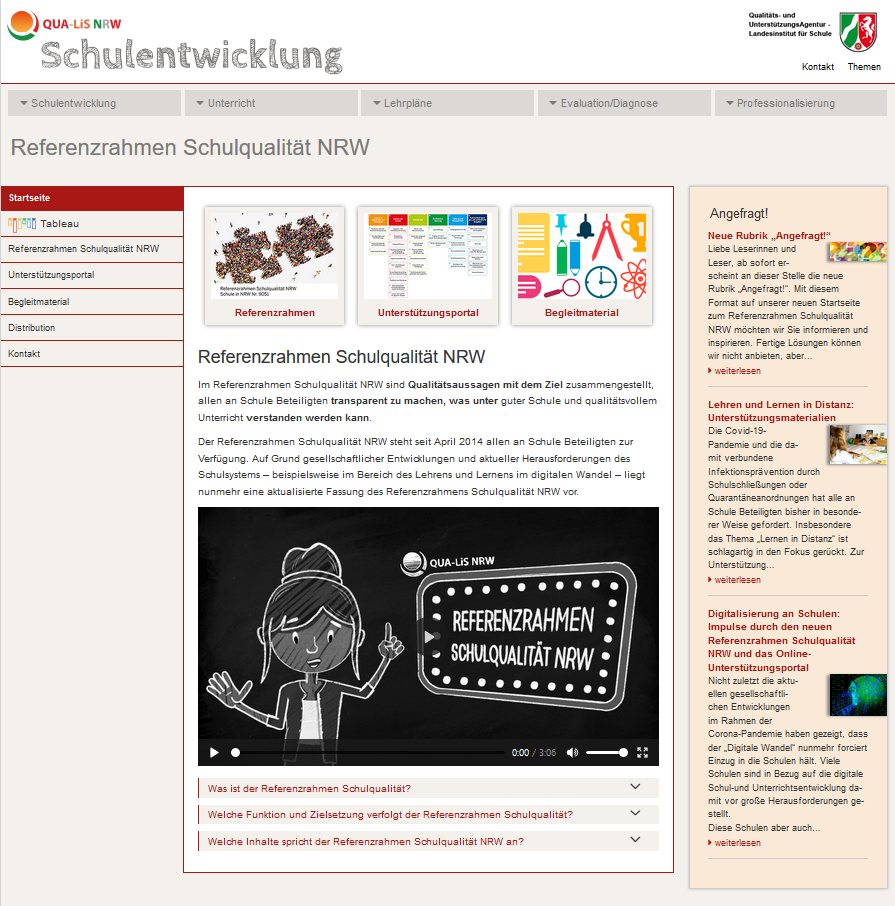 QUA-LiS NRW
Schulentwicklung
Qualitäts- und
UnterstützungsAgentur -
Landesinstitut für Schule
Kontakt Themen
Schulentwicklung
Unterricht
Lehrpläne
Evaluation/Diagnose
Professionalisierung
Referenzrahmen Schulqualität NRW
Startseite
Tableau
Referenzrahmen Schulqualität NRW
Unterstützungsportal
Begleitmaterial
Distribution
Kontakt
Referenzrahmen Schulqualität NRW
Schule in NRW Nr. 9051
Referenzrahmen
Unterstützungsportal
Begleitmaterial
Referenzrahmen Schulqualität NRW
Im Referenzrahmen Schulqualität NRW sind Qualitätsaussagen mit dem Ziel zusammengestellt,
allen an Schule Beteiligten transparent zu machen, was unter guter Schule und qualitätsvollem
Unterricht verstanden werden kann.
Der Referenzrahmen Schulqualität NRW steht seit April 2014 allen an Schule Beteiligten zur
Verfügung. Auf Grund gesellschaftlicher Entwicklungen und aktueller Herausforderungen des
Schulsystems – beispielsweise im Bereich des Lehrens und Lernens im digitalen Wandel – liegt
nunmehr eine aktualisierte Fassung des Referenzrahmens Schulqualität NRW vor.
QUA-LiS NRW
REFERENZRAHMEN
SCHULQUALITÄT NRW
0:00 / 3:06
Was ist der Referenzrahmen Schulqualität?
Welche Funktion und Zielsetzung verfolgt der Referenzrahmen Schulqualität?
Welche Inhalte spricht der Referenzrahmen Schulqualität NRW an?
Angefragt!
Neue Rubrik „Angefragt!“
Liebe Leserinnen und
Leser, ab sofort er-
scheint an dieser Stelle die neue
Rubrik „Angefragt!“. Mit diesem
Format auf unserer neuen Startseite
zum Referenzrahmen Schulqualität
NRW möchten wir Sie informieren und
inspirieren. Fertige Lösungen können
wir nicht anbieten, aber...
weiterlesen
Lehren und Lernen in Distanz:
Unterstützungsmaterialien
Die Covid-19-
Pandemie und die da-
mit verbundene
Infektionsprävention durch
Schulschließungen oder
Quarantäneanordnungen hat alle an
Schule Beteiligten bisher in besonde-
rer Weise gefordert. Insbesondere
das Thema „Lernen in Distanz“ ist
schlagartig in den Fokus gerückt. Zur
Unterstützung...
weiterlesen
Digitalisierung an Schulen:
Impulse durch den neuen
Referenzrahmen Schulqualität
NRW und das Online-
Unterstützungsportal
Nicht zuletzt die aktu-
ellen gesellschaftli-
chen Entwicklungen
im Rahmen der
Corona-Pandemie haben gezeigt, dass
der „Digitale Wandel“ nunmehr forciert
Einzug in die Schulen hält. Viele
Schulen sind in Bezug auf die digitale
Schul-und Unterrichtsentwicklung da-
mit vor große Herausforderungen ge-
stellt.
Diese Schulen aber auch...
weiterlesen